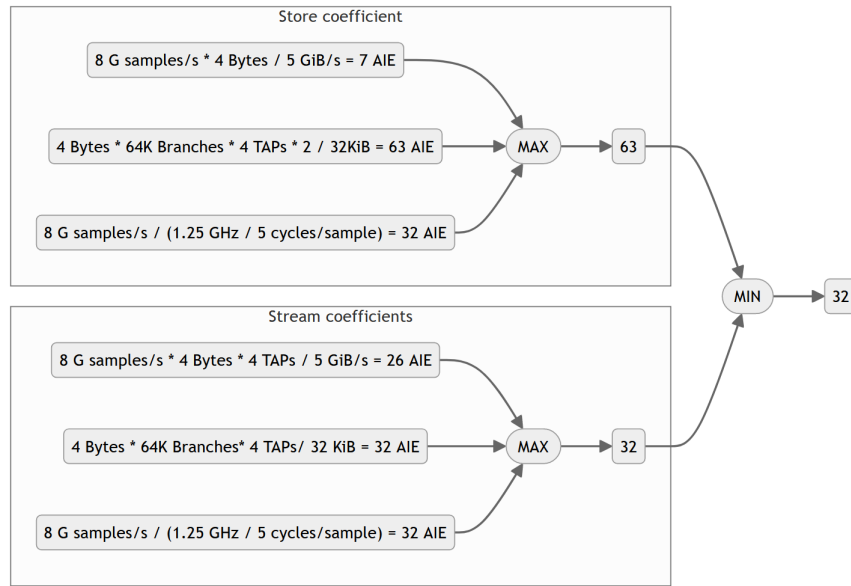 Store coefficient
8 G samples/s * 4 Bytes / 5 GiB/s = 7 AIE
4 Bytes * 64K Branches * 4 TAPs * 2 / 32KiB = 63 AIE
MAX
63
8 G samples/s / (1.25 GHz / 5 cycles/sample) = 32 AIE
MIN
32
Stream coefficients
8 G samples/s * 4 Bytes * 4 TAPs / 5 GiB/s = 26 AIE
4 Bytes * 64K Branches* 4 TAPs/ 32 KiB = 32 AIE
MAX
32
8 G samples/s / (1.25 GHz / 5 cycles/sample) = 32 AIE